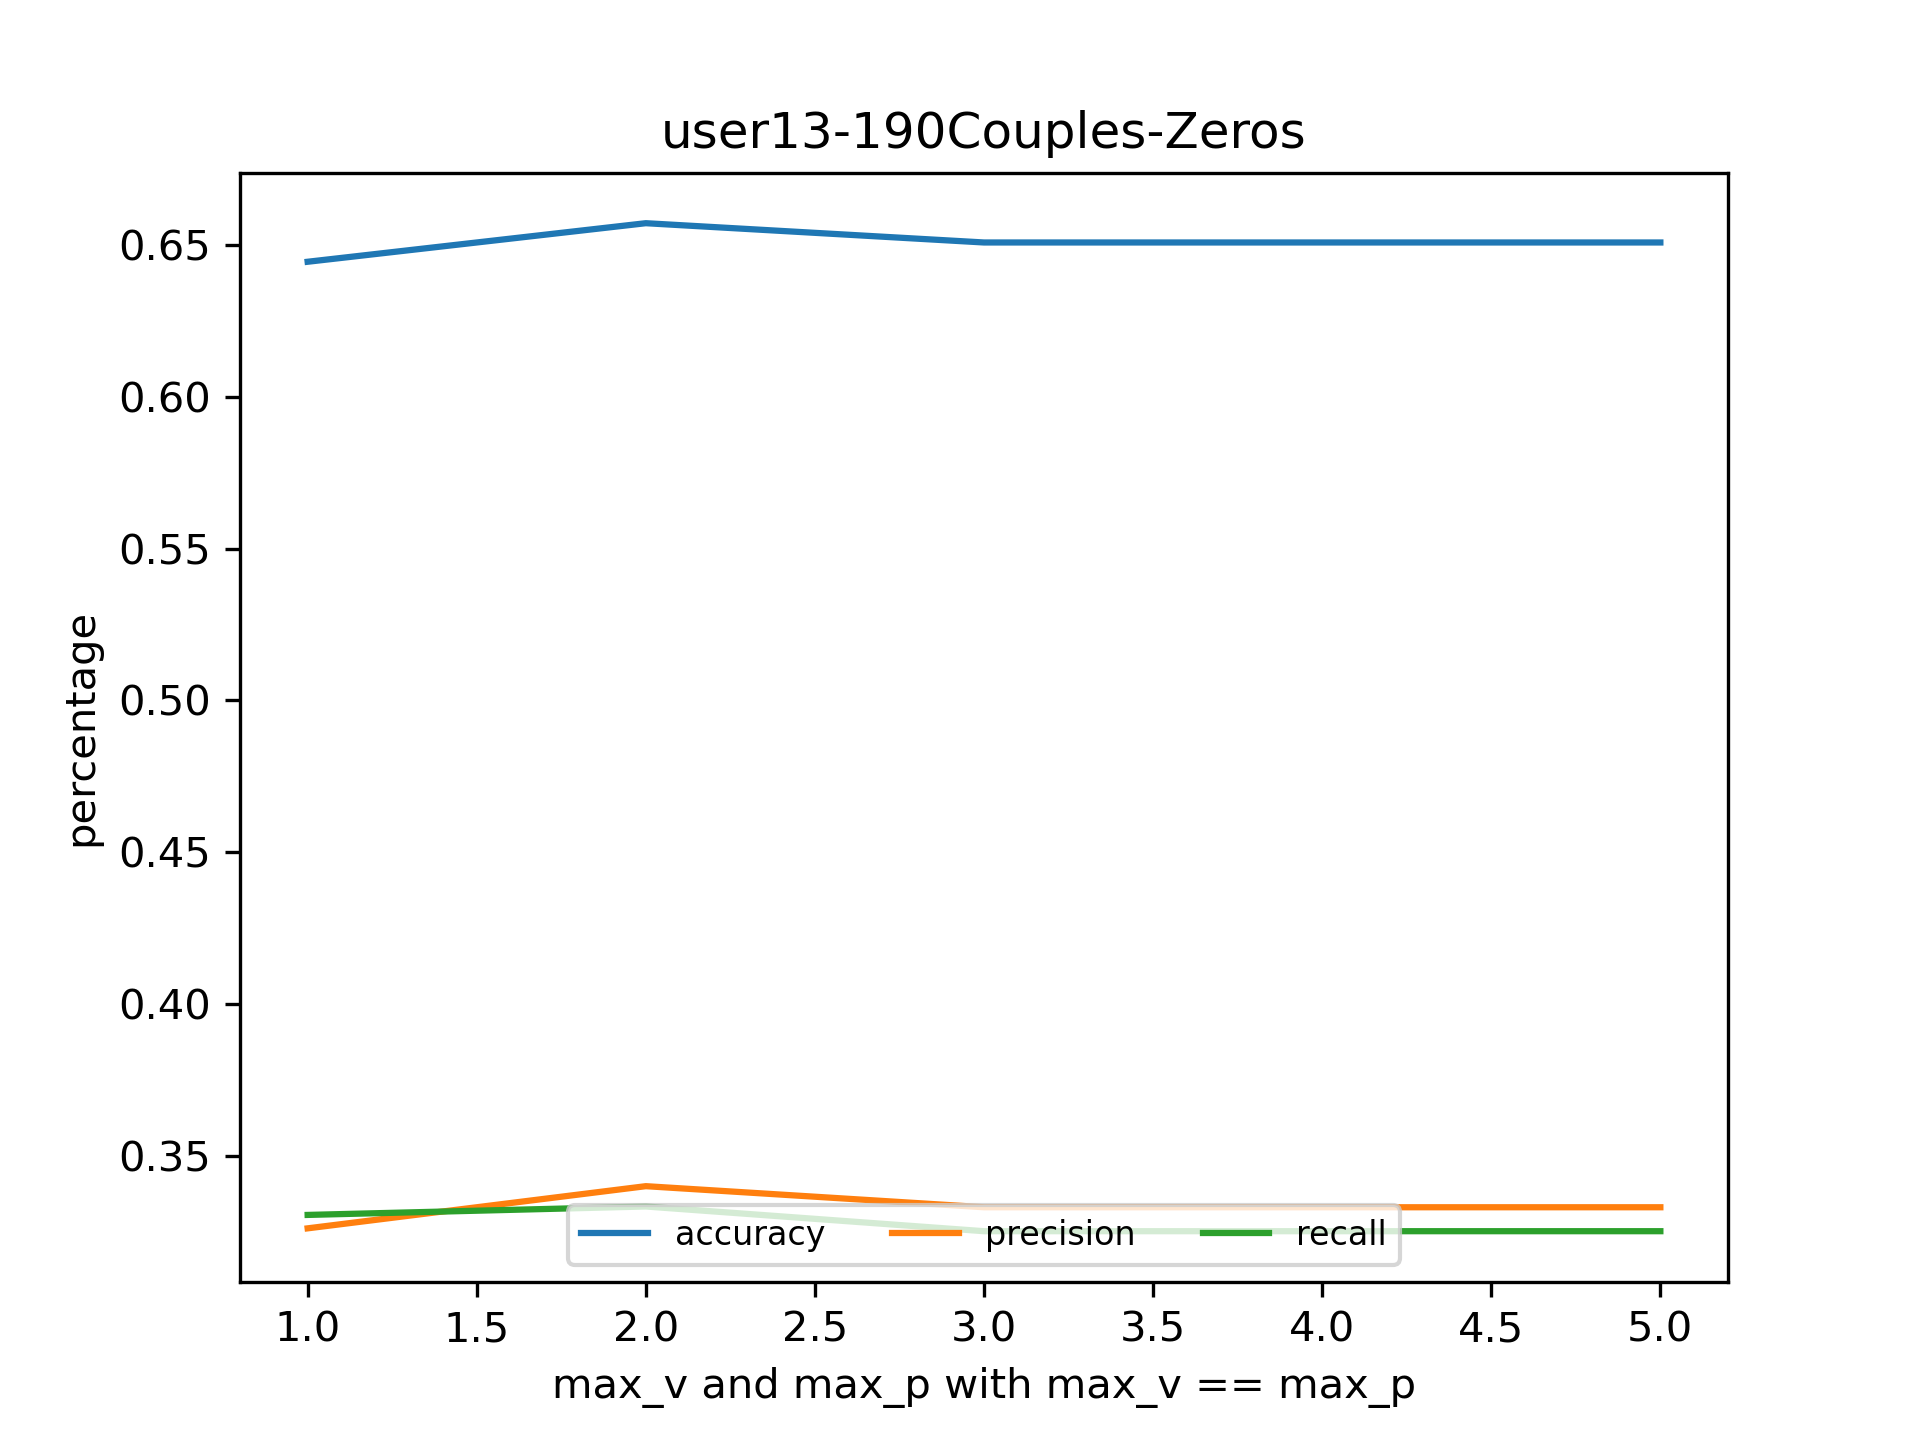 user13-190Couples-Zeros
percentage
0.65
0.60
0.55
0.50
0.45
0.40
0.35
accuracy precision recall
1.0 1.5 2.0 2.5 3.0 3.5 4.0 4.5 5.0
max_v and max_p with max_v == max_p